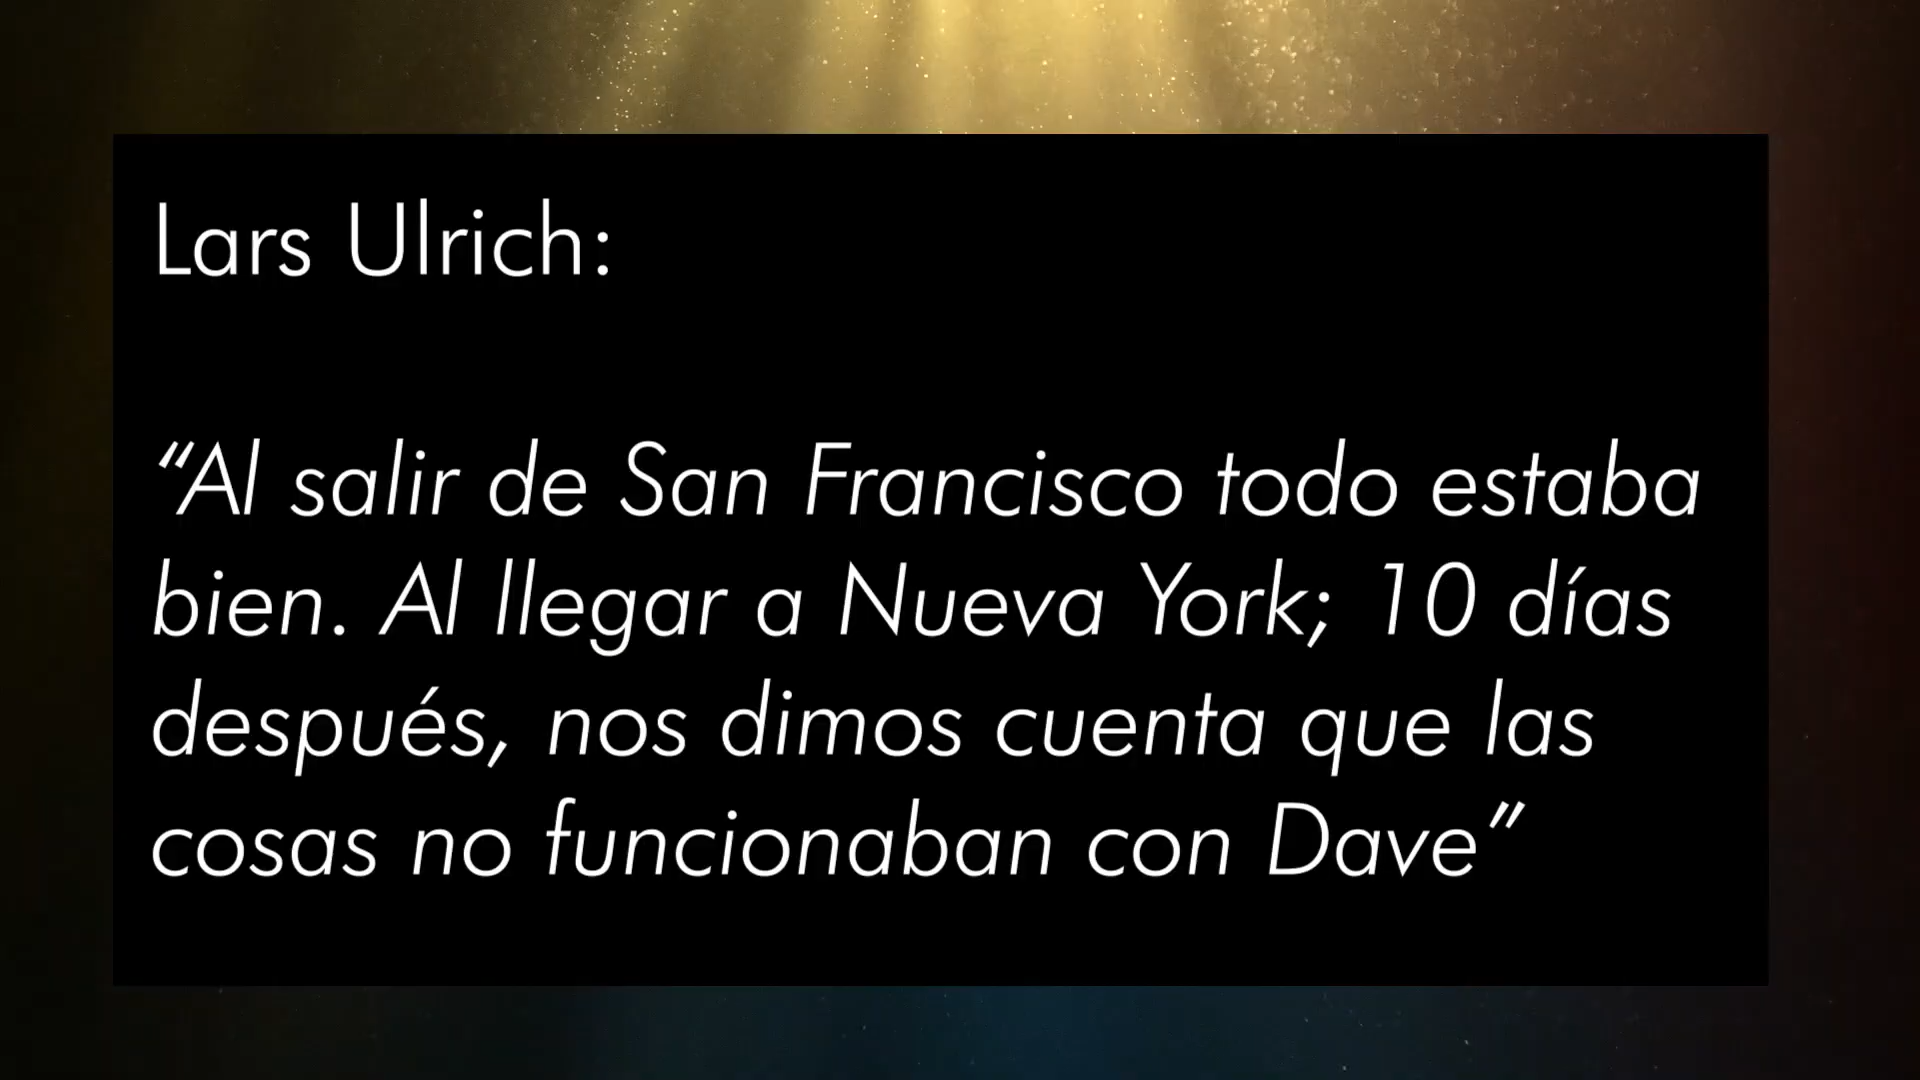 Lars Ulrich:
“Al salir de San Francisco todo estaba
bien. Al llegar a Nueva York; 10 días
después, nos dimos cuenta que las
cosas no funcionaban con Dave”